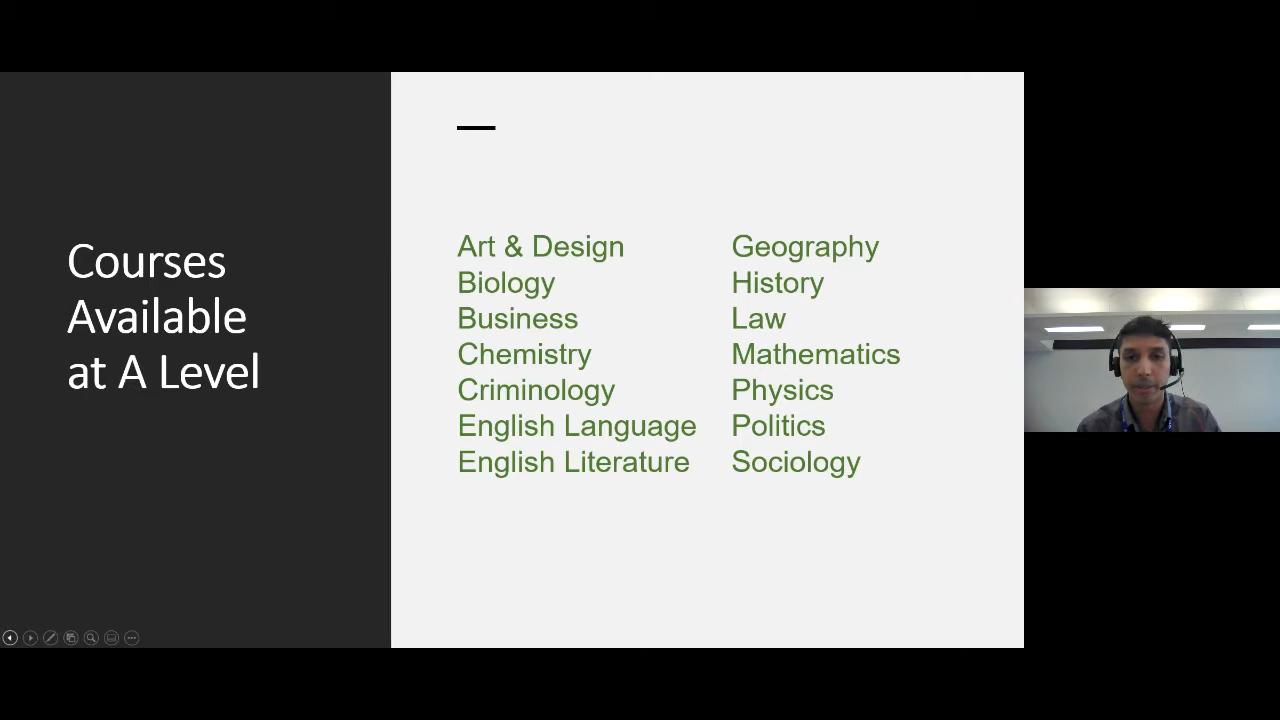 Courses
Available
at A Level
Art & Design
Biology
Business
Chemistry
Criminology
English Language
English Literature
Geography
History
Law
Mathematics
Physics
Politics
Sociology